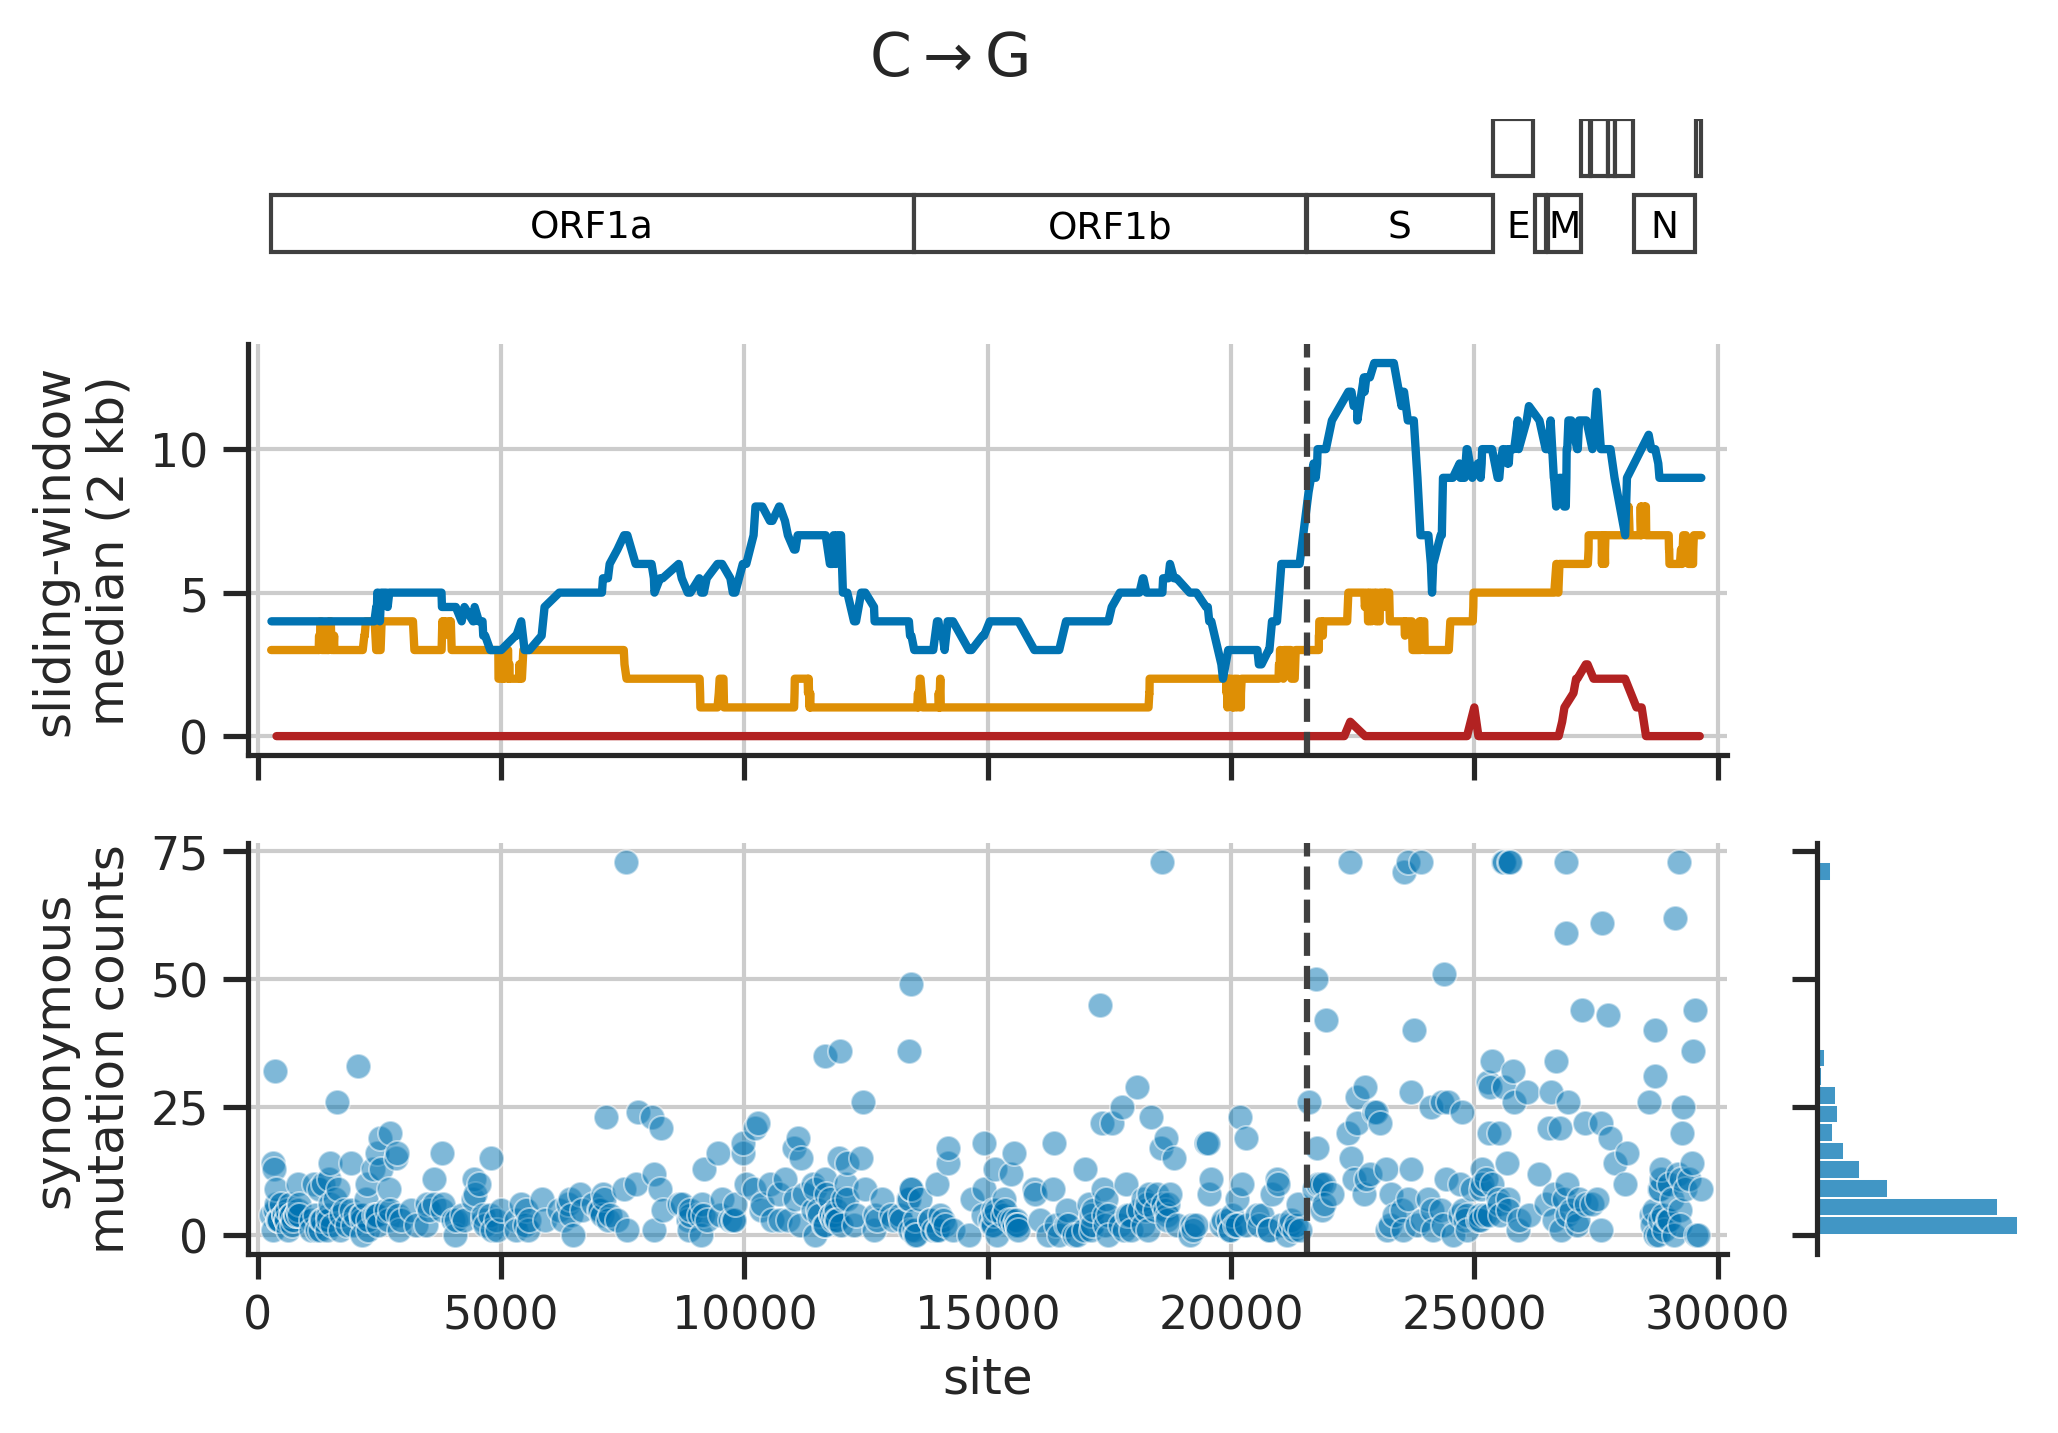 C→G
ORF1a
ORF1b
S
E
M
N
sliding-window
median (2 kb)
10
5
0
synonymous
mutation counts
75
50
25
0
0
5000
10000
15000
20000
25000
30000
site